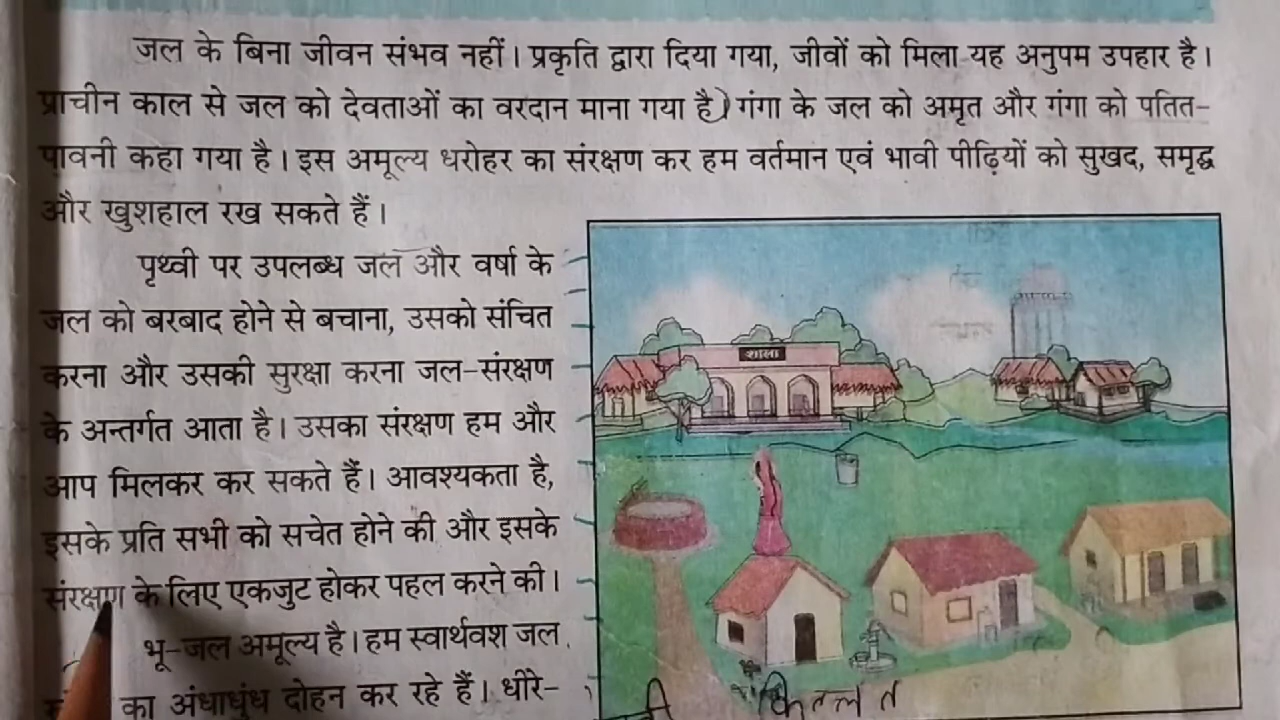 जल के बिना जीवन संभव नहीं। प्रकृति द्वारा दिया गया, जीवों को मिला यह अनुपम उपहार है।
प्राचीन काल से जल को देवताओं का वरदान माना गया है। गंगा के जल को अमृत और गंगा को पतित-
पावनी कहा गया है। इस अमूल्य धरोहर का संरक्षण कर हम वर्तमान एवं भावी पीढ़ियों को सुखद, समृद्ध
और खुशहाल रख सकते हैं।
पृथ्वी पर उपलब्ध जल और वर्षा के
जल को बरबाद होने से बचाना, उसको संचित
करना और उसकी सुरक्षा करना जल-संरक्षण
के अन्तर्गत आता है। उसका संरक्षण हम और
आप मिलकर कर सकते हैं। आवश्यकता है,
इसके प्रति सभी को सचेत होने की और इसके
संरक्षण के लिए एकजुट होकर पहल करने की।
भू-जल अमूल्य है। हम स्वार्थवश जल
का अंधाधुंध दोहन कर रहे हैं। धीरे-
शाला